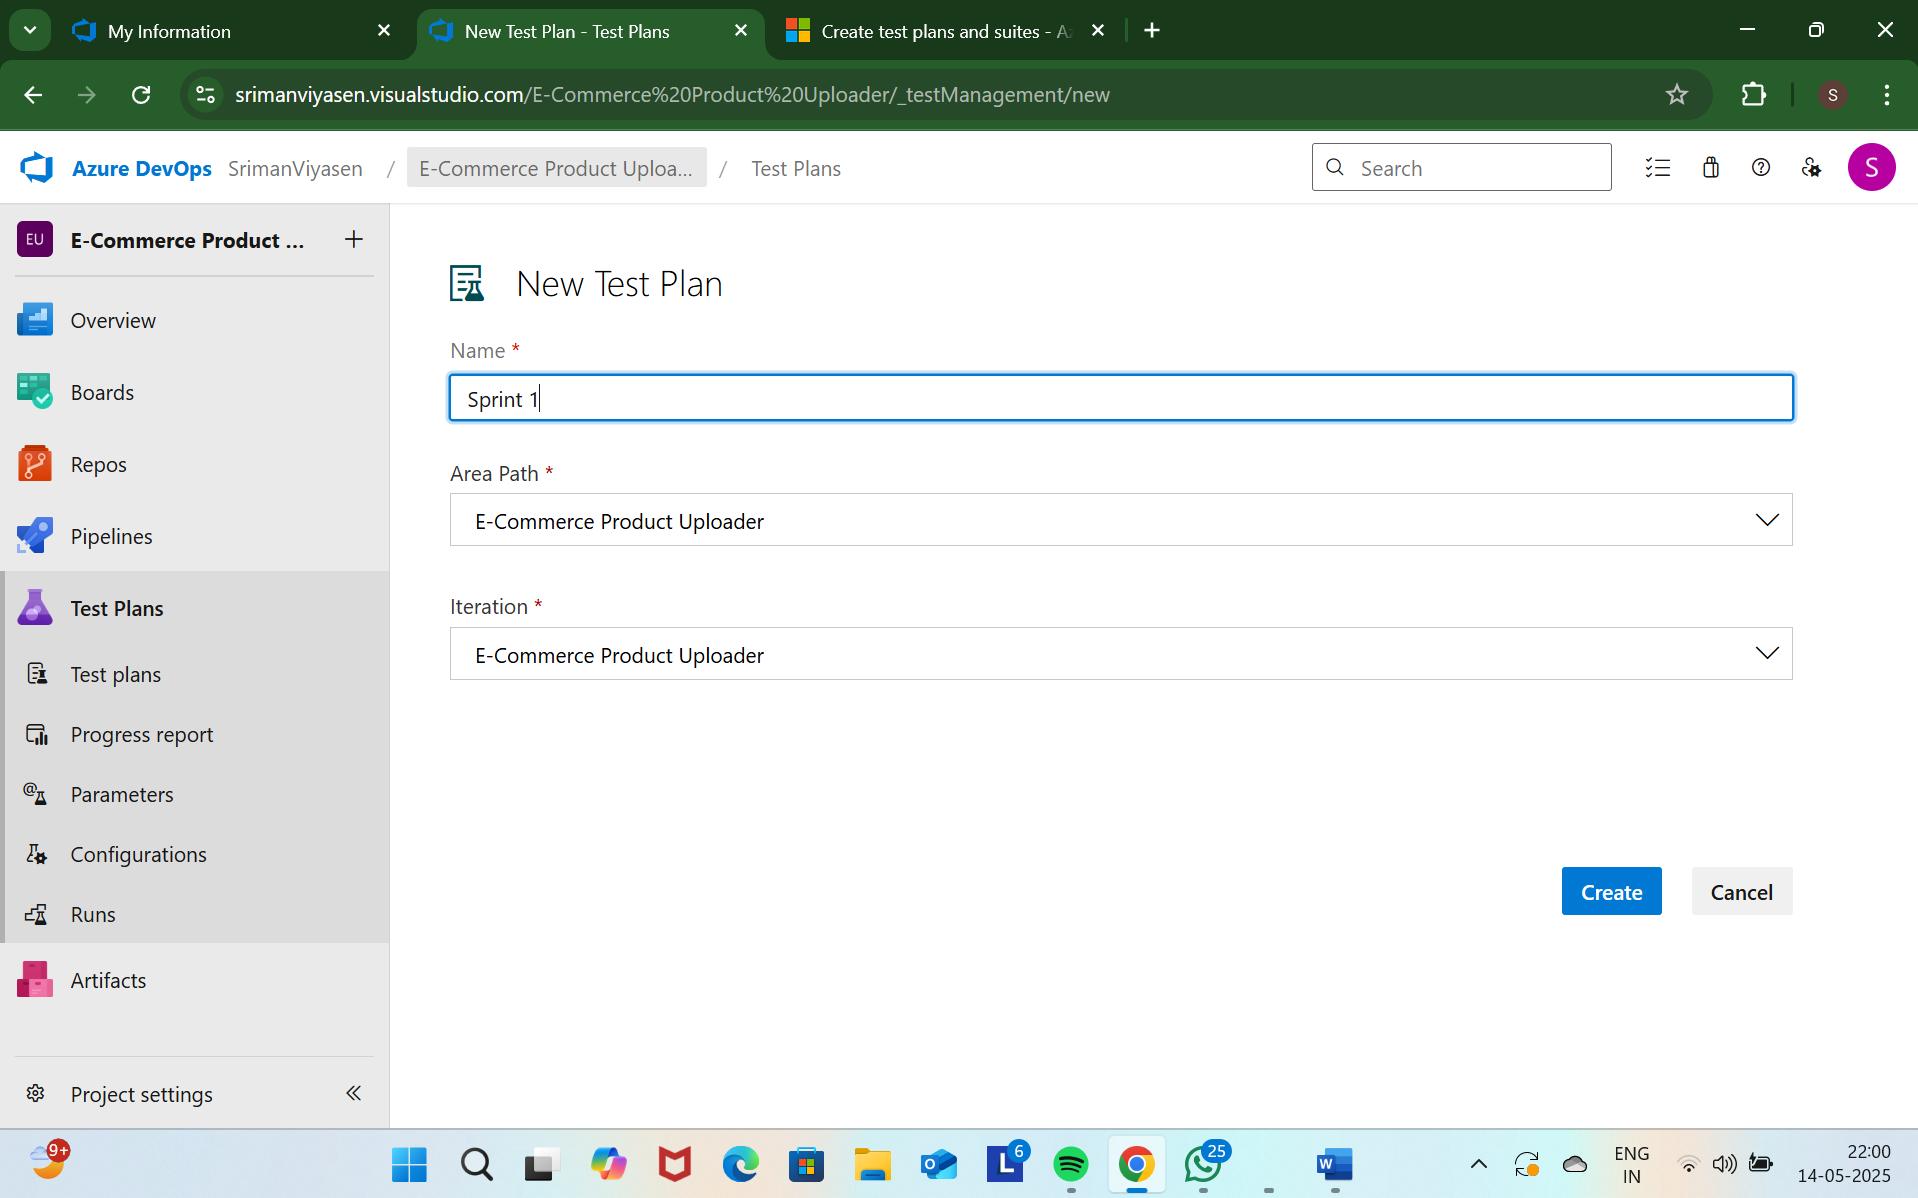 My Information
New Test Plan - Test Plans
Create test plans and suites - Az
srimanviyasen.visualstudio.com/E-Commerce%20Product%20Uploader/_testManagement/new
S
Azure DevOps
SrimanViyasen
/
E-Commerce Product Uploa...
/
Test Plans
Search
S
EU
E-Commerce Product ...
Overview
Boards
Repos
Pipelines
Test Plans
Test plans
Progress report
Parameters
Configurations
Runs
Artifacts
Project settings
New Test Plan
Name *
Sprint 1
Area Path *
E-Commerce Product Uploader
Iteration *
E-Commerce Product Uploader
Create
Cancel
9+
6
25
ENG
IN
22:00
14-05-2025